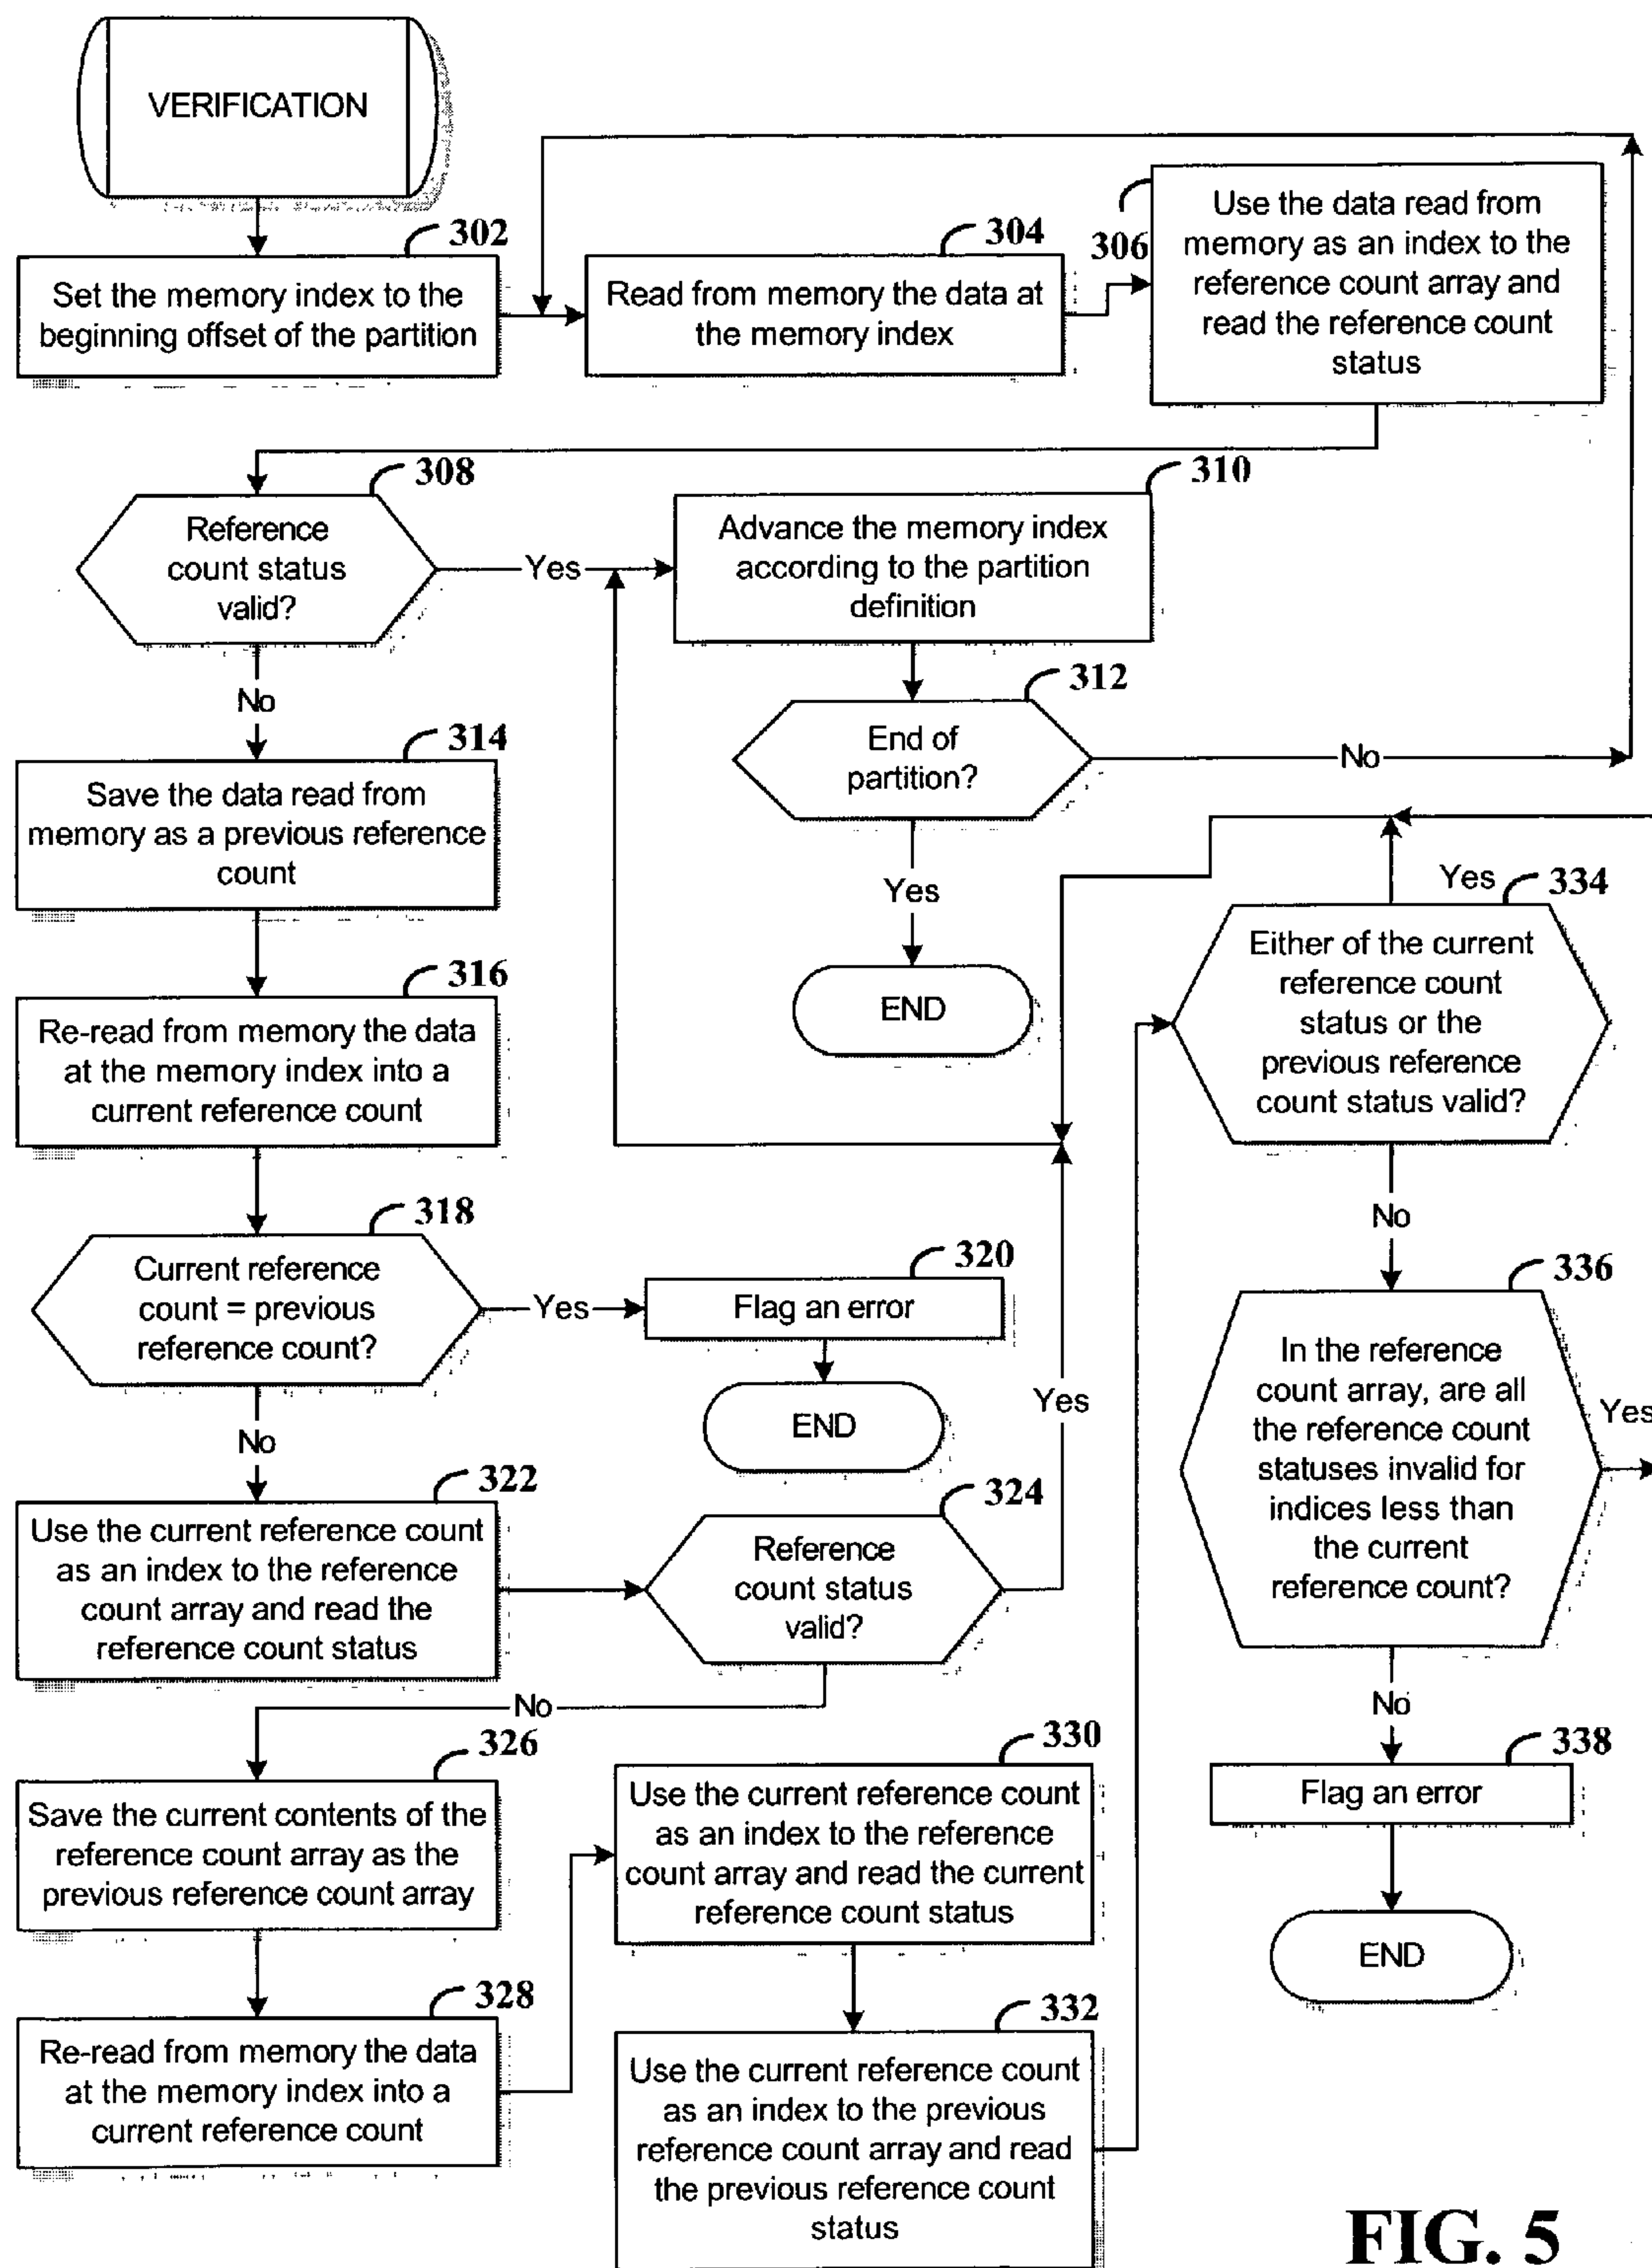 VERIFICATION
302
Set the memory index to the
beginning offset of the partition
304
Read from memory the data at
the memory index
306
Use the data read from
memory as an index to the
reference count array and
read the reference count
status
308
Reference
count status
valid?
Yes
No
310
Advance the memory index
according to the partition
definition
312
End of
partition?
No
Yes
END
314
Save the data read from
memory as a previous reference
count
316
Re-read from memory the data
at the memory index into a
current reference count
318
Current reference
count = previous
reference count?
Yes
No
320
Flag an error
END
322
Use the current reference count
as an index to the reference
count array and read the
reference count status
324
Reference
count status
valid?
Yes
No
326
Save the current contents of the
reference count array as the
previous reference count array
328
Re-read from memory the data
at the memory index into a
current reference count
330
Use the current reference count
as an index to the reference
count array and read the current
reference count status
332
Use the current reference count
as an index to the previous
reference count array and read
the previous reference count
status
334
Either of the current
reference count
status or the
previous reference
count status valid?
Yes
No
336
In the reference
count array, are all
the reference count
statuses invalid for
indices less than
the current
reference count?
Yes
No
338
Flag an error
END
FIG. 5